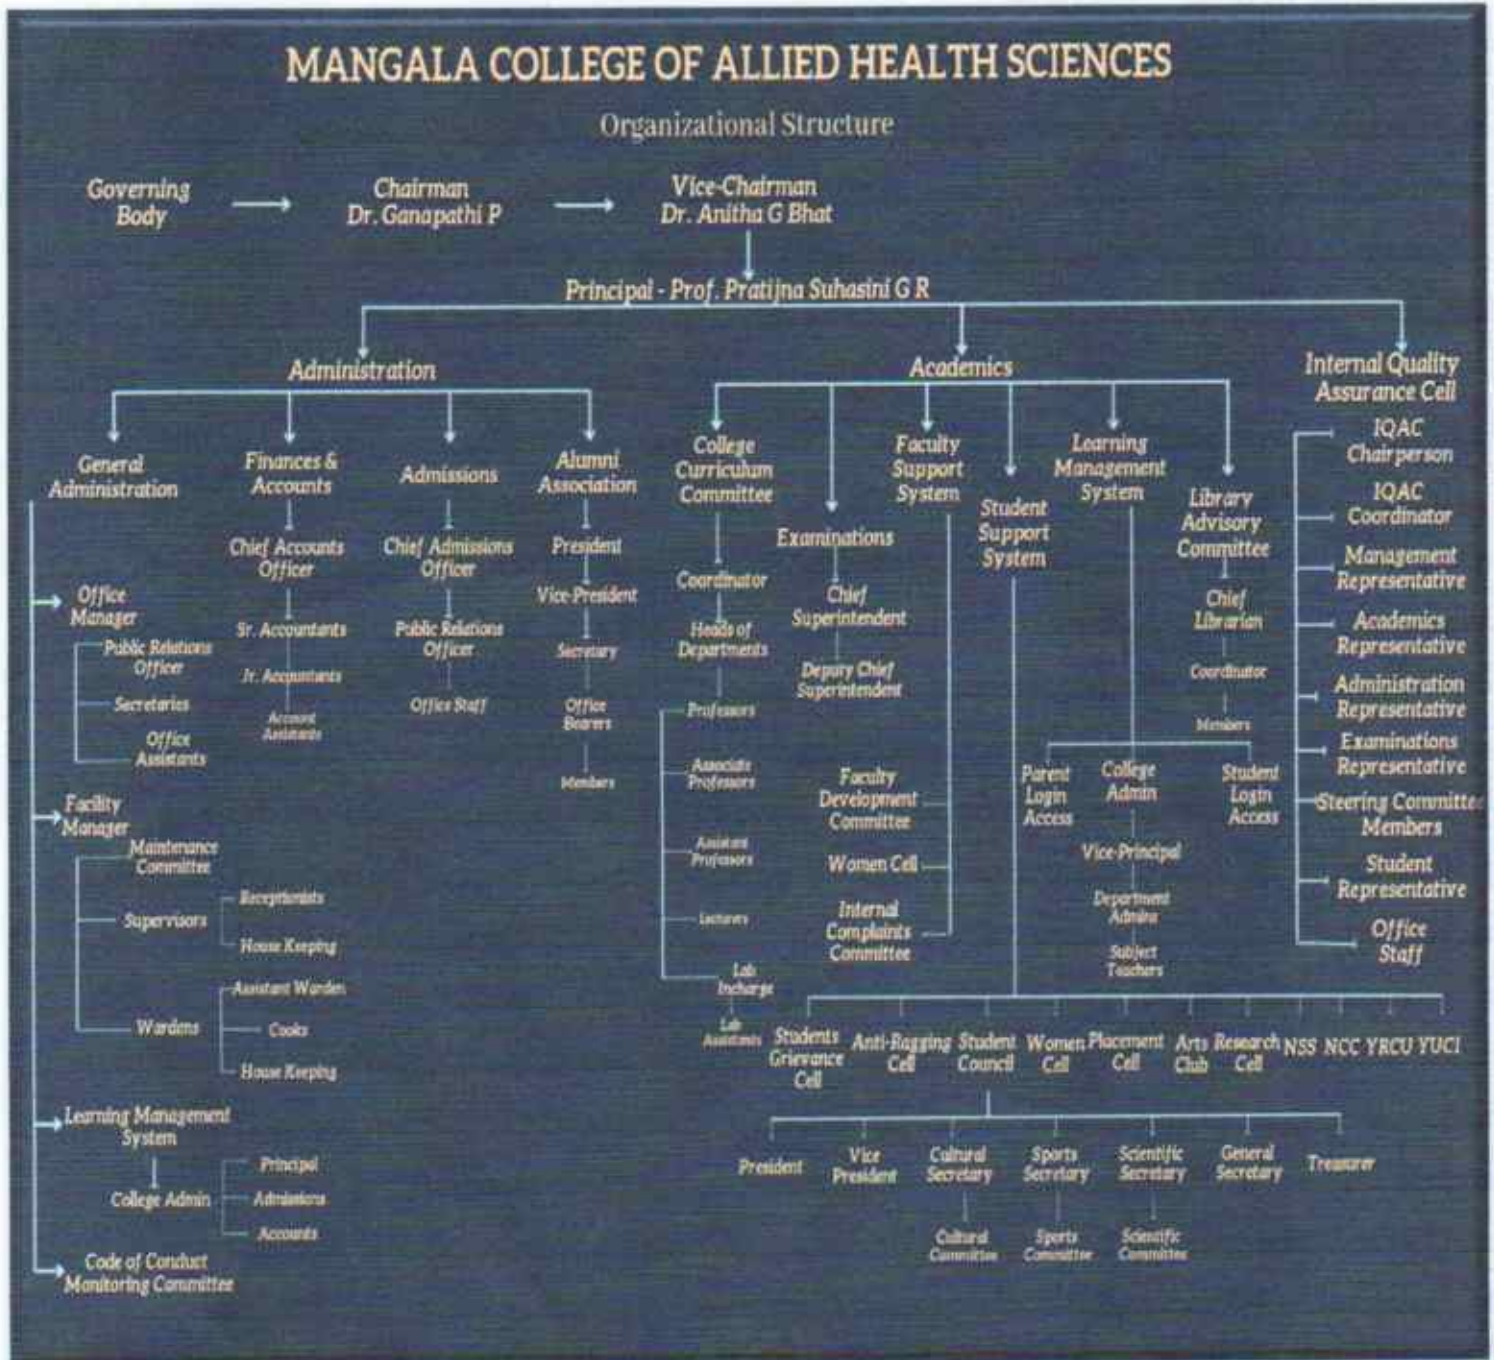 MANGALA COLLEGE OF ALLIED HEALTH SCIENCES
Organizational Structure
Governing
Body
Chairman
Dr. Ganapathi P
Vice-Chairman
Dr. Anitha G Bhat
Principal - Prof. Pratijna Suhasini G R
Administration
Academics
Internal Quality
Assurance Cell
General
Administration
Office
Manager
Public Relations
Officer
Secretaries
Office
Assistants
Facility
Manager
Maintenance
Committee
Supervisors
Receptionists
House Keeping
Wardens
Assistant Warden
Cooks
House Keeping
Learning Management
System
College Admin
Principal
Admissions
Accounts
Code of Conduct
Monitoring Committee
Finances &
Accounts
Chief Accounts
Officer
Sr. Accountants
Jr. Accountants
Account
Assistants
Admissions
Chief Admissions
Officer
Public Relations
Officer
Office Staff
Alumni
Association
President
Vice-President
Secretary
Office
Bearers
Members
College
Curriculum
Committee
Coordinator
Heads of
Departments
Professors
Associate
Professors
Assistant
Professors
Lecturers
Lab
Incharge
Lab
Assistants
Examinations
Chief
Superintendent
Deputy Chief
Superintendent
Faculty
Support
System
Faculty
Development
Committee
Women Cell
Internal
Complaints
Committee
Student
Support
System
Students
Grievance
Cell
Anti-Ragging
Cell
Student
Council
Women
Cell
Placement
Cell
Arts
Club
Research
Cell
NSS NCC YRCU YUCI
President
Vice
President
Cultural
Secretary
Cultural
Committee
Sports
Secretary
Sports
Committee
Scientific
Secretary
Scientific
Committee
General
Secretary
Treasurer
Learning
Management
System
Parent
Login
Access
College
Admin
Vice-Principal
Department
Admins
Subject
Teachers
Student
Login
Access
Library
Advisory
Committee
Chief
Librarian
Coordinator
Members
IQAC
Chairperson
IQAC
Coordinator
Management
Representative
Academics
Representative
Administration
Representative
Examinations
Representative
Steering Committee
Members
Student
Representative
Office
Staff